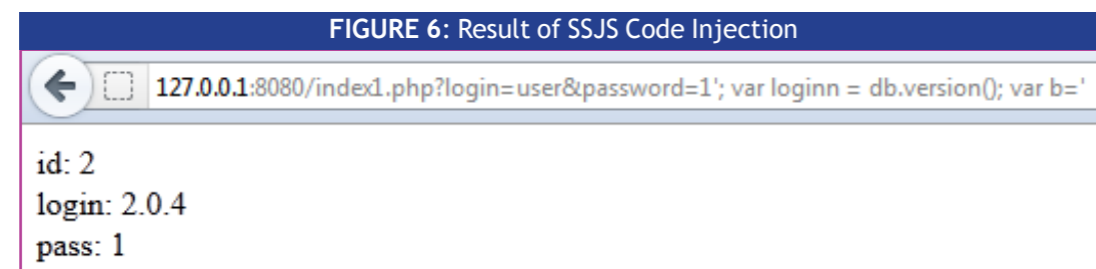 FIGURE 6: Result of SSJS Code Injection
127.0.0.1:8080/index1.php?login=user&password=1'; var loginn = db.version(); var b='
id: 2
login: 2.0.4
pass: 1